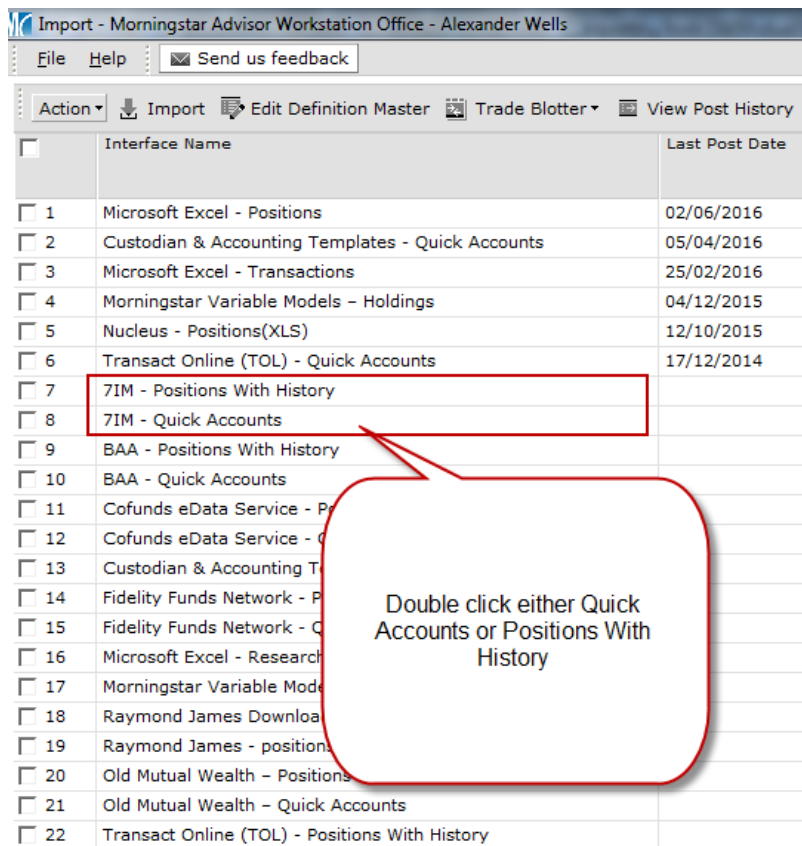 Import - Morningstar Advisor Workstation Office - Alexander Wells
File Help Send us feedback
Action Import Edit Definition Master Trade Blotter View Post History
Interface Name Last Post Date
1 Microsoft Excel - Positions 02/06/2016
2 Custodian & Accounting Templates - Quick Accounts 05/04/2016
3 Microsoft Excel - Transactions 25/02/2016
4 Morningstar Variable Models – Holdings 04/12/2015
5 Nucleus - Positions(XLS) 12/10/2015
6 Transact Online (TOL) - Quick Accounts 17/12/2014
7 7IM - Positions With History
8 7IM - Quick Accounts
9 BAA - Positions With History
10 BAA - Quick Accounts
11 Cofunds eData Service - Po
12 Cofunds eData Service -
13 Custodian & Accounting T
14 Fidelity Funds Network - P
15 Fidelity Funds Network - Q
16 Microsoft Excel - Research
17 Morningstar Variable Mode
18 Raymond James Downloa
19 Raymond James - positions
20 Old Mutual Wealth – Positions
21 Old Mutual Wealth – Quick Accounts
22 Transact Online (TOL) - Positions With History
Double click either Quick
Accounts or Positions With
History